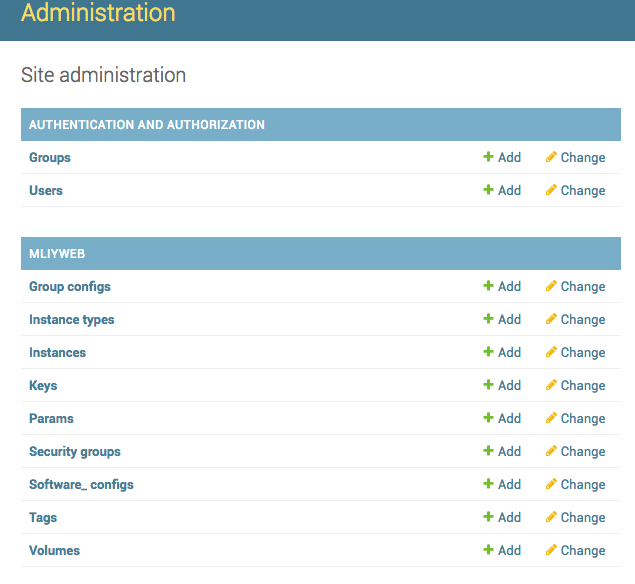 Administration
Site administration
AUTHENTICATION AND AUTHORIZATION
Groups Add Change
Users Add Change
MLIYWEB
Group configs Add Change
Instance types Add Change
Instances Add Change
Keys Add Change
Params Add Change
Security groups Add Change
Software_ configs Add Change
Tags Add Change
Volumes Add Change